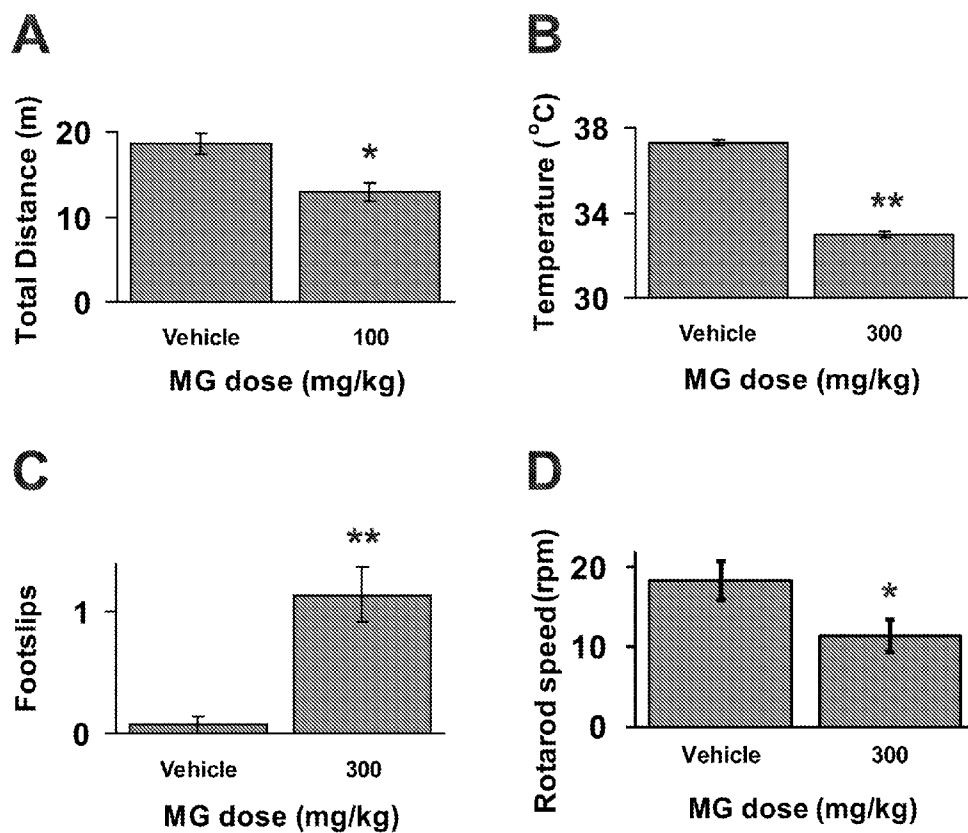 A
Total Distance (m)
20
10
0
*
Vehicle
100
MG dose (mg/kg)
B
Temperature (°C)
38
34
30
**
Vehicle
300
MG dose (mg/kg)
C
Footslips
1
0
**
Vehicle
300
MG dose (mg/kg)
D
Rotarod speed (rpm)
20
10
0
*
Vehicle
300
MG dose (mg/kg)